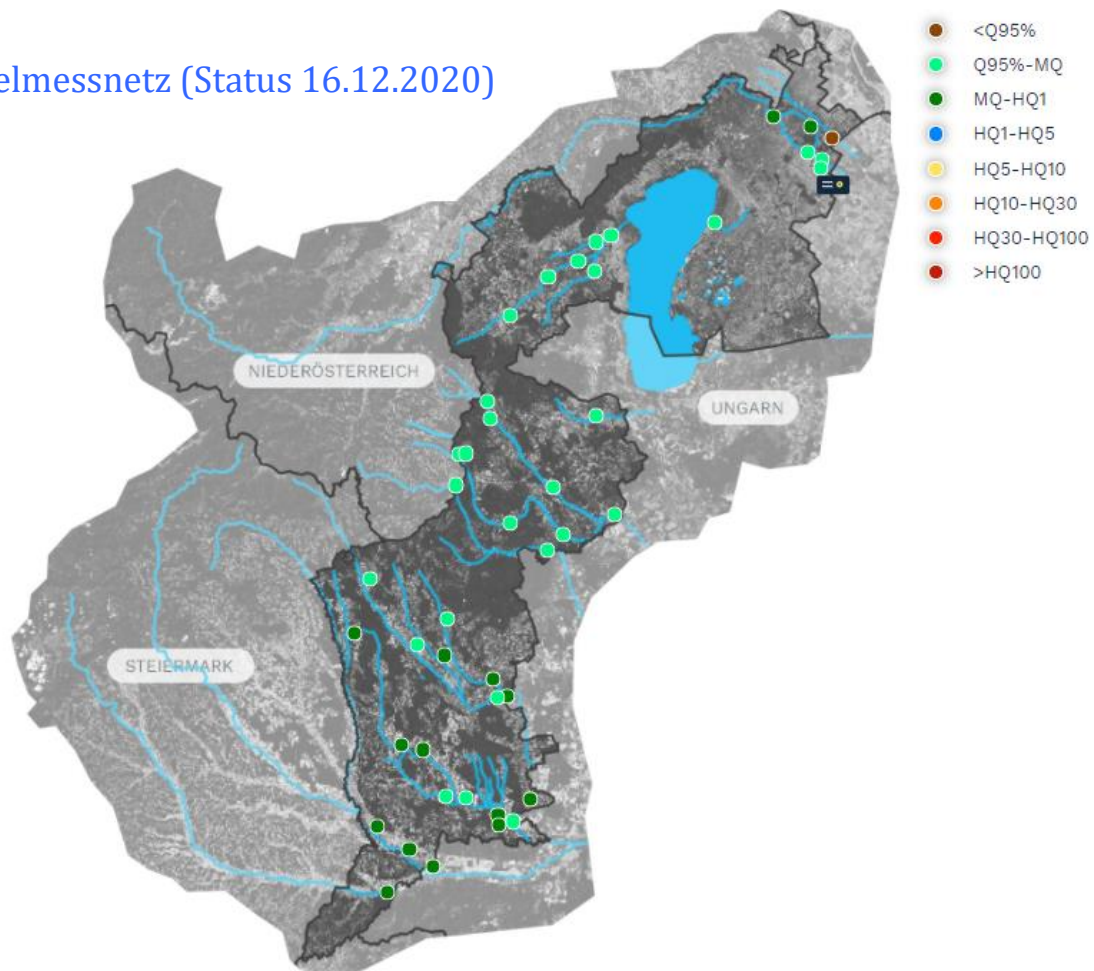 elmessnetz (Status 16.12.2020)
<Q95%
Q95%-MQ
MQ-HQ1
HQ1-HQ5
HQ5-HQ10
HQ10-HQ30
HQ30-HQ100
>HQ100
NIEDERÖSTERREICH
UNGARN
STEIERMARK